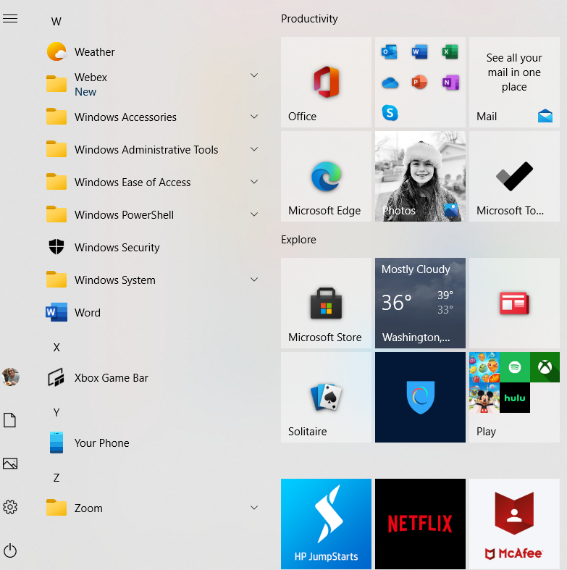 W
Weather
Webex
New
Windows Accessories
Windows Administrative Tools
Windows Ease of Access
Windows PowerShell
Windows Security
Windows System
Word
X
Xbox Game Bar
Y
Your Phone
Z
Zoom
Productivity
Office
See all your
mail in one
place
Mail
Microsoft Edge
Photos
Microsoft To...
Explore
Microsoft Store
Mostly Cloudy
36°
39°
33°
Washington,...
Solitaire
hulu
Play
HP JumpStarts
NETFLIX
McAfee